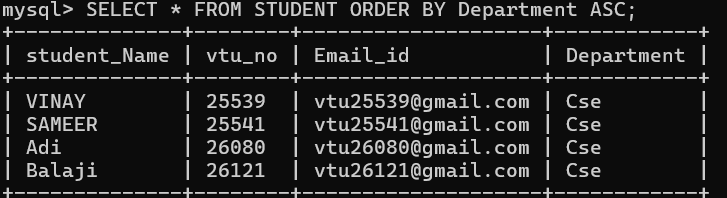 mysql> SELECT * FROM STUDENT ORDER BY Department ASC;
+--------------+--------+--------------------+------------+
| student_Name | vtu_no | Email_id           | Department |
+--------------+--------+--------------------+------------+
| VINAY        | 25539  | vtu25539@gmail.com | Cse        |
| SAMEER       | 25541  | vtu25541@gmail.com | Cse        |
| Adi          | 26080  | vtu26080@gmail.com | Cse        |
| Balaji       | 26121  | vtu26121@gmail.com | Cse        |
+--------------+--------+--------------------+------------+